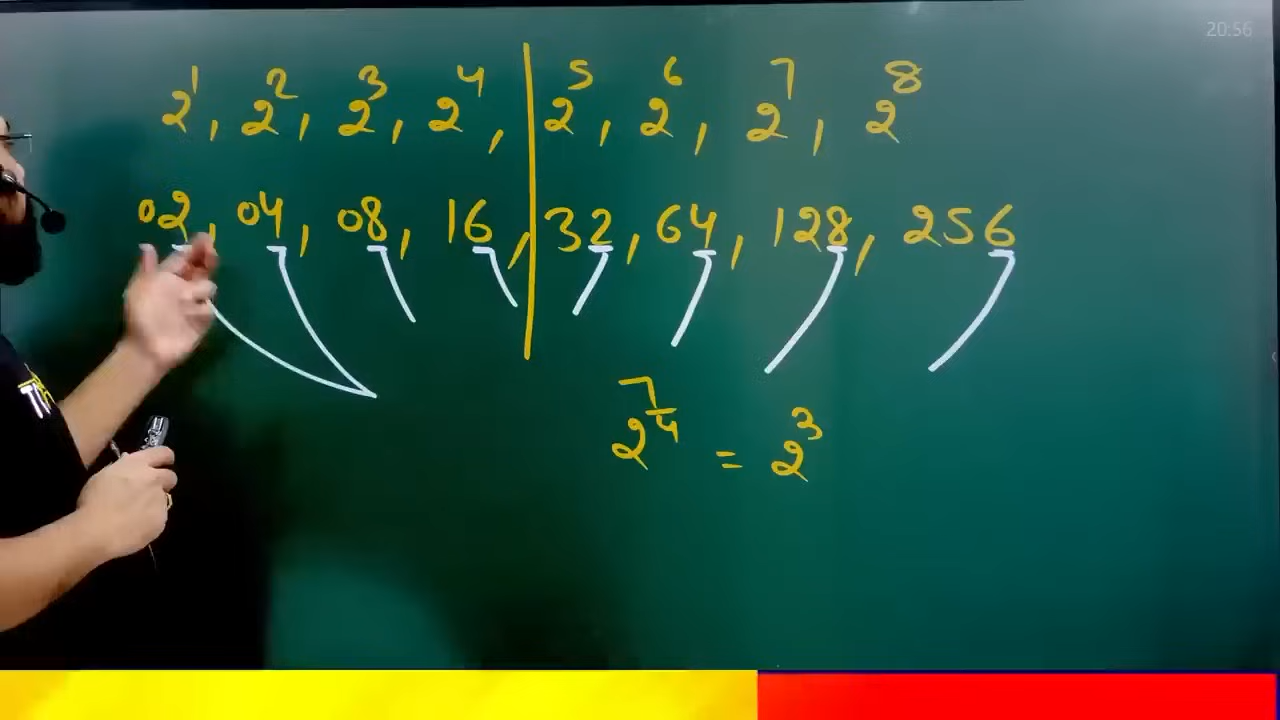 20:56
2¹, 2², 2³, 2⁴, | 2⁵, 2⁶, 2⁷, 2⁸
02, 04, 08, 16, | 32, 64, 128, 256
2^(7/4) = 2³